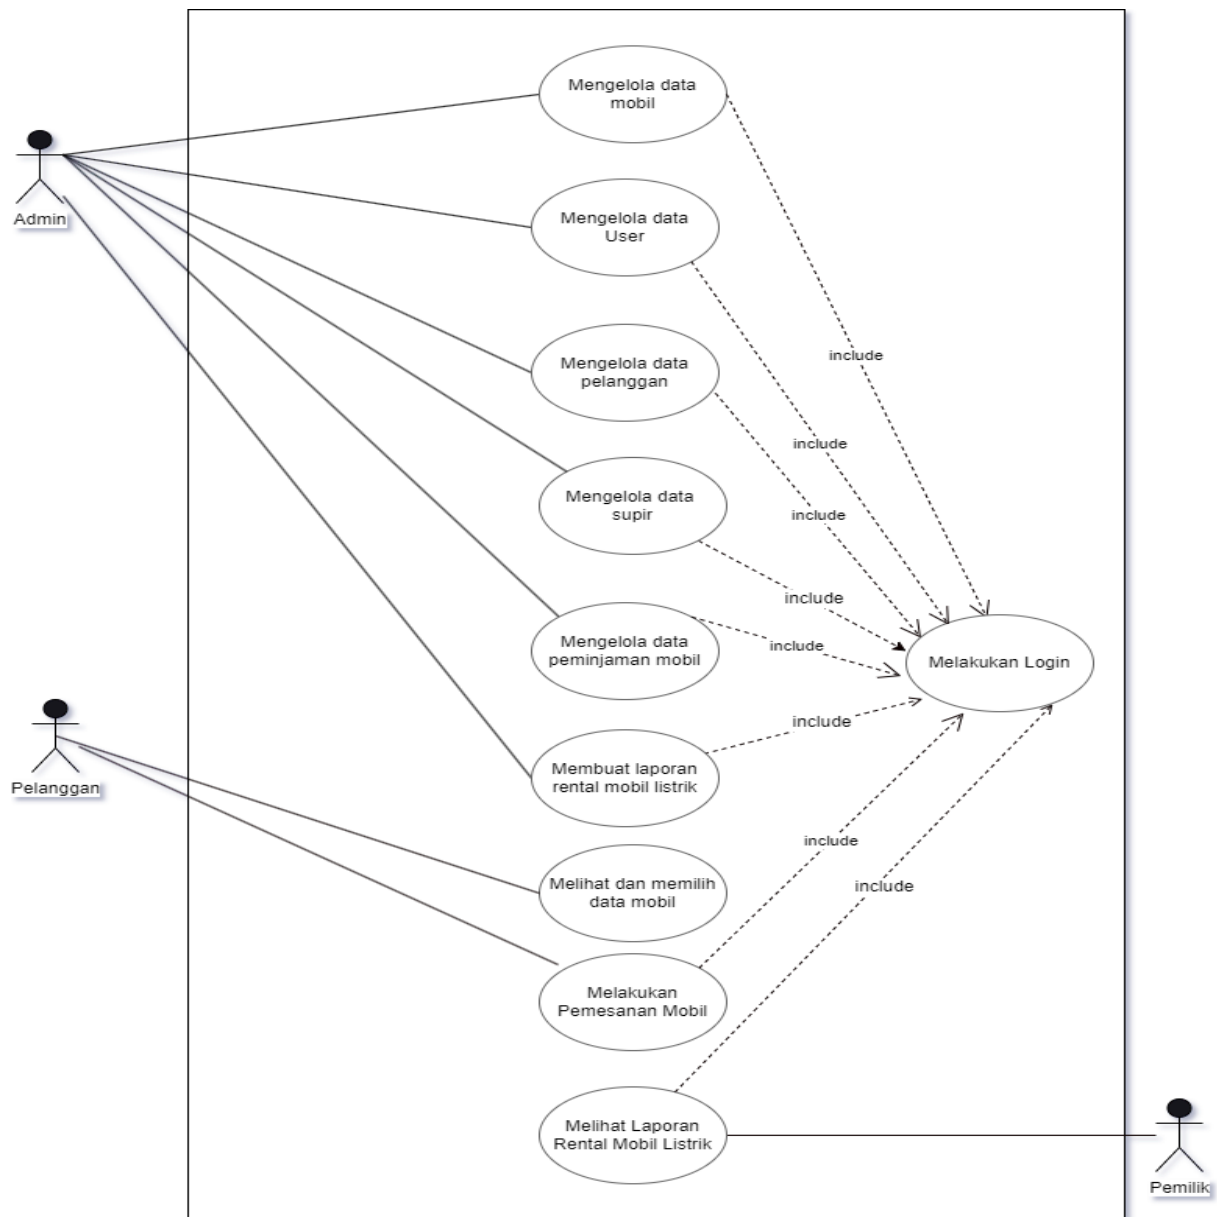 Mengelola data
mobil
Admin
Mengelola data
User
include
Mengelola data
pelanggan
include
Mengelola data
supir
include
include
Mengelola data
peminjaman mobil
include
Melakukan Login
include
Membuat laporan
rental mobil listrik
Pelanggan
include
Melihat dan memilih
data mobil
include
Melakukan
Pemesanan Mobil
Melihat Laporan
Rental Mobil Listrik
Pemilik